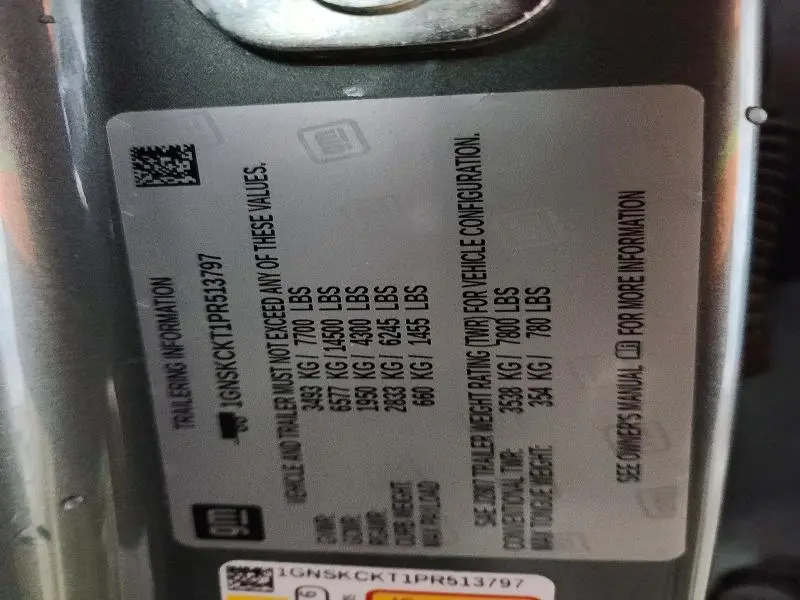 TRAILERING INFORMATION
gm
1GNSKCKT1PR513797
VEHICLE AND TRAILER MUST NOT EXCEED ANY OF THESE VALUES.
GVWR: 3493 KG / 7700 LBS
GCWR: 6577 KG / 14500 LBS
RGAWR: 1950 KG / 4300 LBS
CURB WEIGHT: 2833 KG / 6245 LBS
MAX PAYLOAD 660 KG / 1455 LBS
SAE J2807 TRAILER WEIGHT RATING (TWR) FOR VEHICLE CONFIGURATION.
CONVENTIONAL TWR: 3538 KG / 7800 LBS
MAX TONGUE WEIGHT: 354 KG / 780 LBS
SEE OWNER'S MANUAL FOR MORE INFORMATION
1GNSKCKT1PR513797